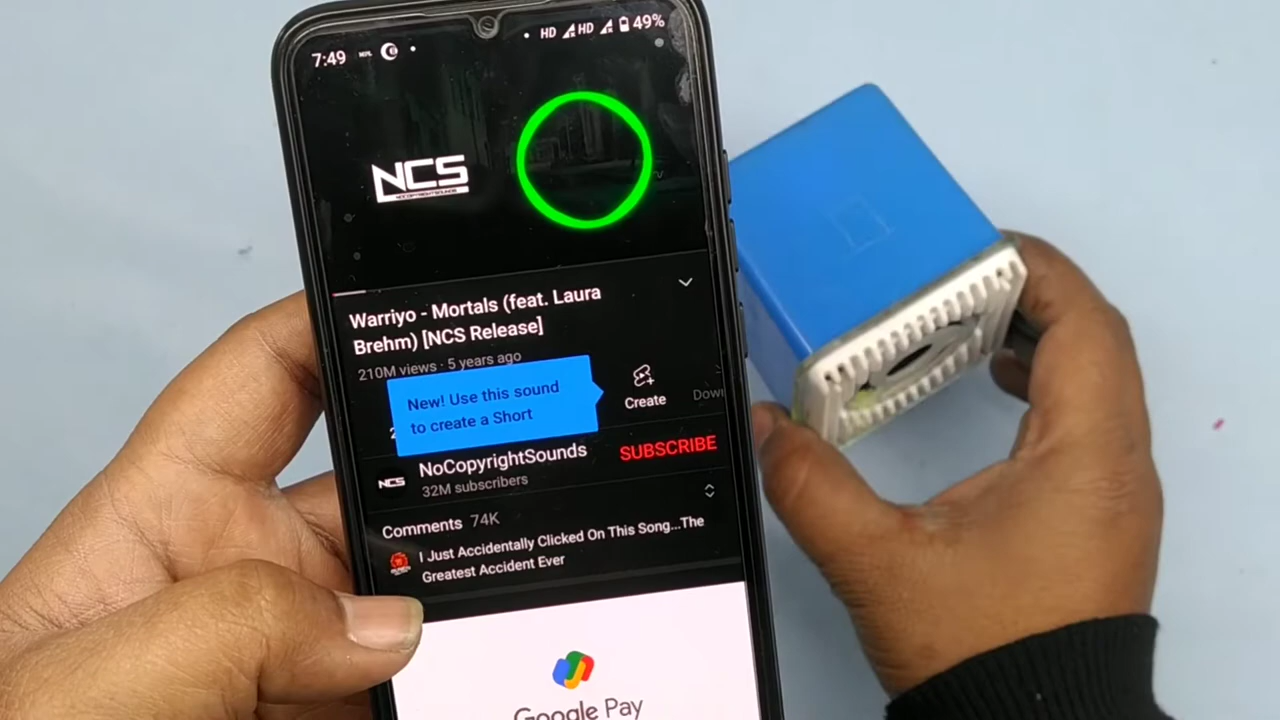 7:49
HD HD 49%
NCS
Warriyo - Mortals (feat. Laura
Brehm) [NCS Release]
210M views · 5 years ago
New! Use this sound
to create a Short
Create
Dow
NoCopyrightSounds
SUBSCRIBE
NCS
32M subscribers
Comments 74K
I Just Accidentally Clicked On This Song...The
Greatest Accident Ever
Google Pay